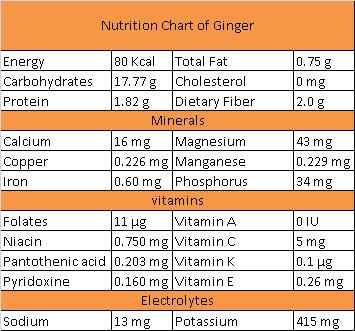 Nutrition Chart of Ginger
Energy 80 Kcal Total Fat 0.75 g
Carbohydrates 17.77 g Cholesterol 0 mg
Protein 1.82 g Dietary Fiber 2.0 g
Minerals
Calcium 16 mg Magnesium 43 mg
Copper 0.226 mg Manganese 0.229 mg
Iron 0.60 mg Phosphorus 34 mg
vitamins
Folates 11 µg Vitamin A 0 IU
Niacin 0.750 mg Vitamin C 5 mg
Pantothenic acid 0.203 mg Vitamin K 0.1 µg
Pyridoxine 0.160 mg Vitamin E 0.26 mg
Electrolytes
Sodium 13 mg Potassium 415 mg